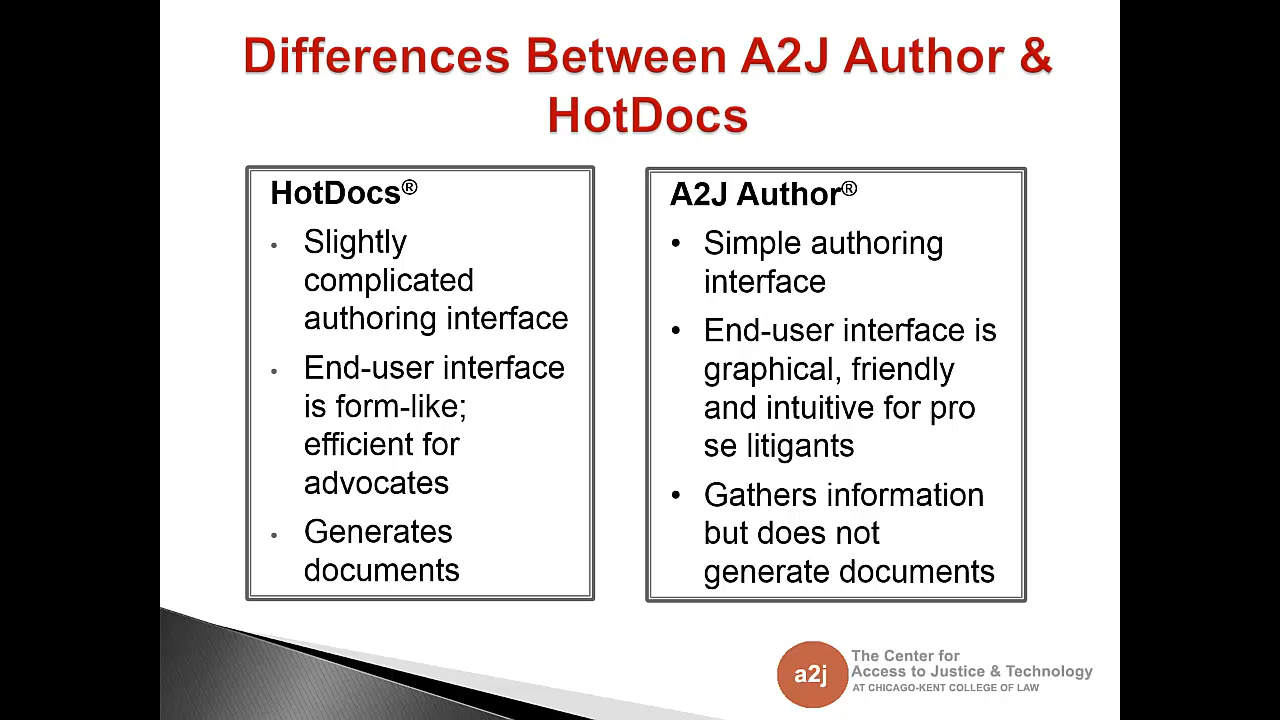 Differences Between A2J Author &
HotDocs
HotDocs®
• Slightly
complicated
authoring interface
• End-user interface
is form-like;
efficient for
advocates
• Generates
documents
A2J Author®
• Simple authoring
interface
• End-user interface is
graphical, friendly
and intuitive for pro
se litigants
• Gathers information
but does not
generate documents
a2j
The Center for
Access to Justice & Technology
AT CHICAGO-KENT COLLEGE OF LAW